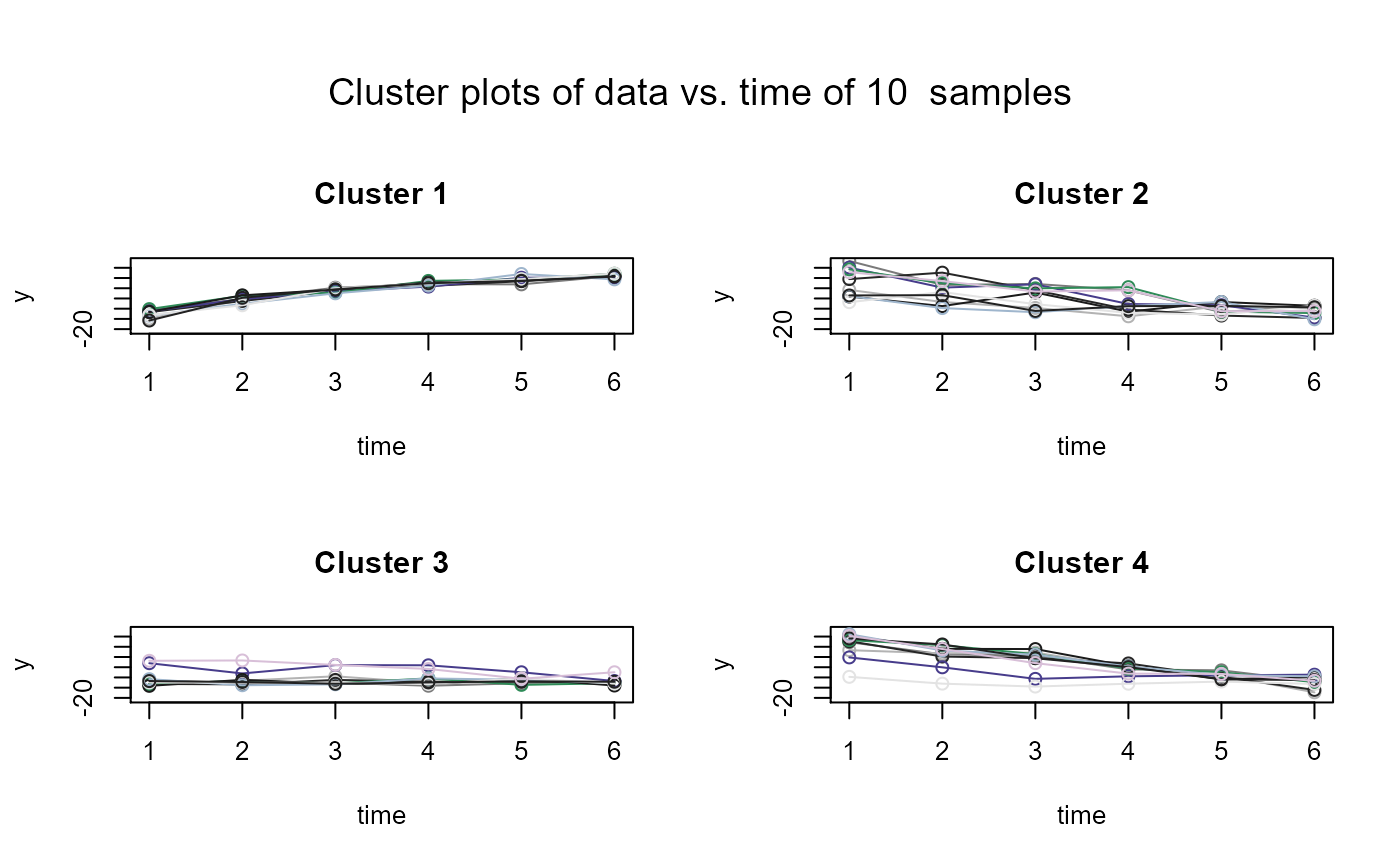 Cluster plots of data vs. time of 10  samples
Cluster 1
y
-20
1 2 3 4 5 6
time
Cluster 2
y
-20
1 2 3 4 5 6
time
Cluster 3
y
-20
1 2 3 4 5 6
time
Cluster 4
y
-20
1 2 3 4 5 6
time